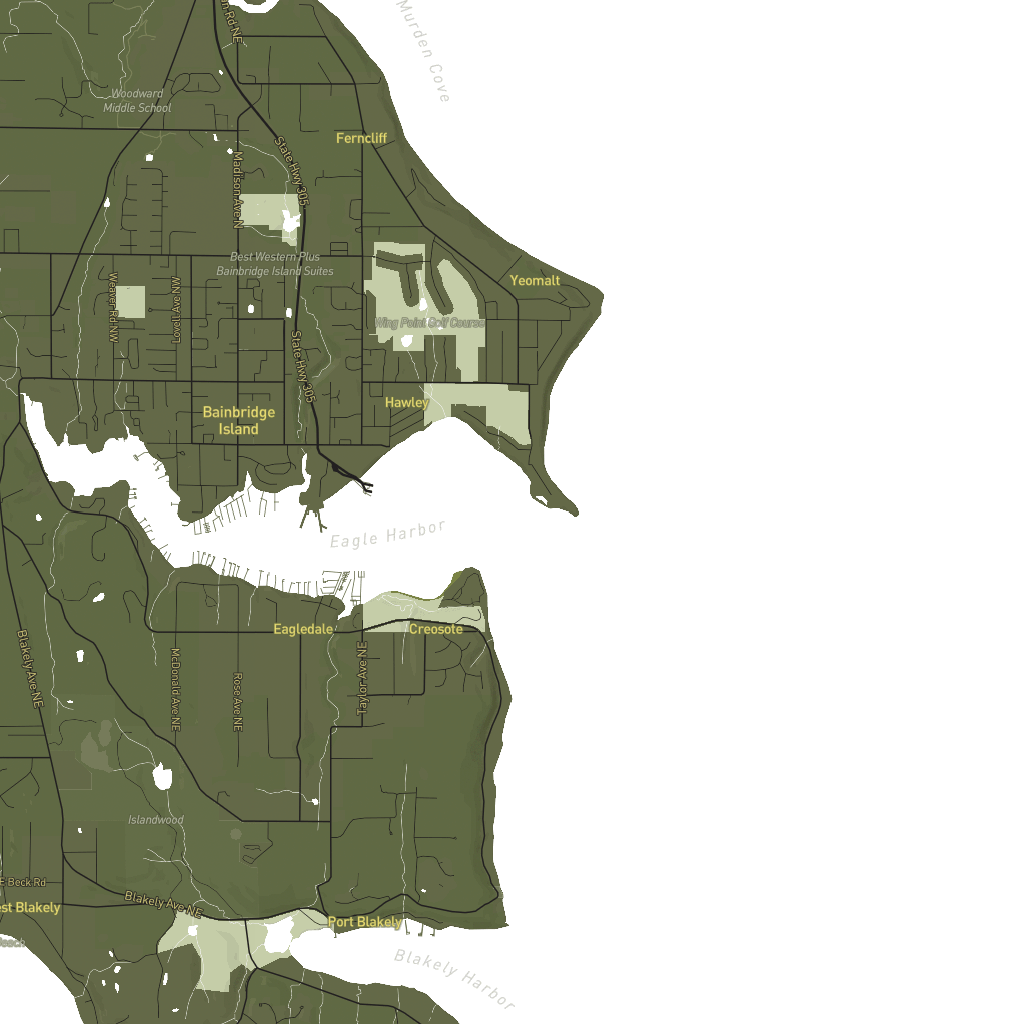 Murden Cove
Woodward
Middle School
Ferncliff
State Hwy 305
Madison Ave N
Best Western Plus
Bainbridge Island Suites
Yeomalt
Weaver Rd NW
Lovell Ave NW
Wing Point Golf Course
State Hwy 305
Hawley
Bainbridge
Island
Eagle Harbor
Eagledale
Creosote
Blakely Ave NE
McDonald Ave NE
Rose Ave NE
Taylor Ave NE
Islandwood
E Beck Rd
Blakely Ave NE
est Blakely
Port Blakely
Blakely Harbor